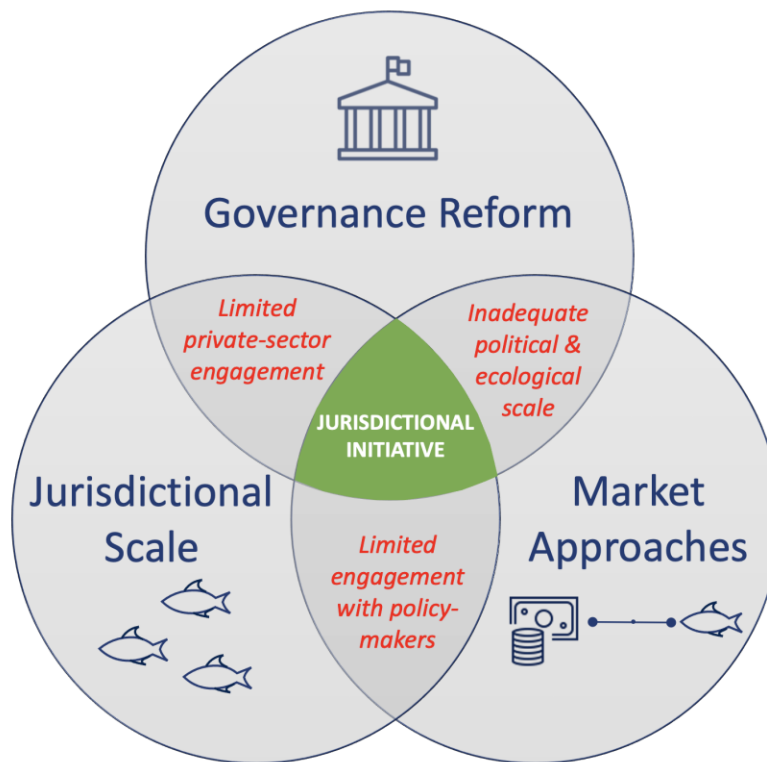 Governance Reform
Limited
private-sector
engagement
Inadequate
political &
ecological
scale
JURISDICTIONAL
INITIATIVE
Jurisdictional
Scale
Market
Approaches
Limited
engagement
with policy-
makers